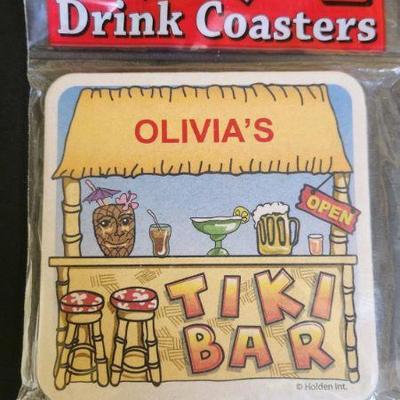 Drink Coasters
OLIVIA'S
OPEN
TIKI
BAR
© Holden Int.